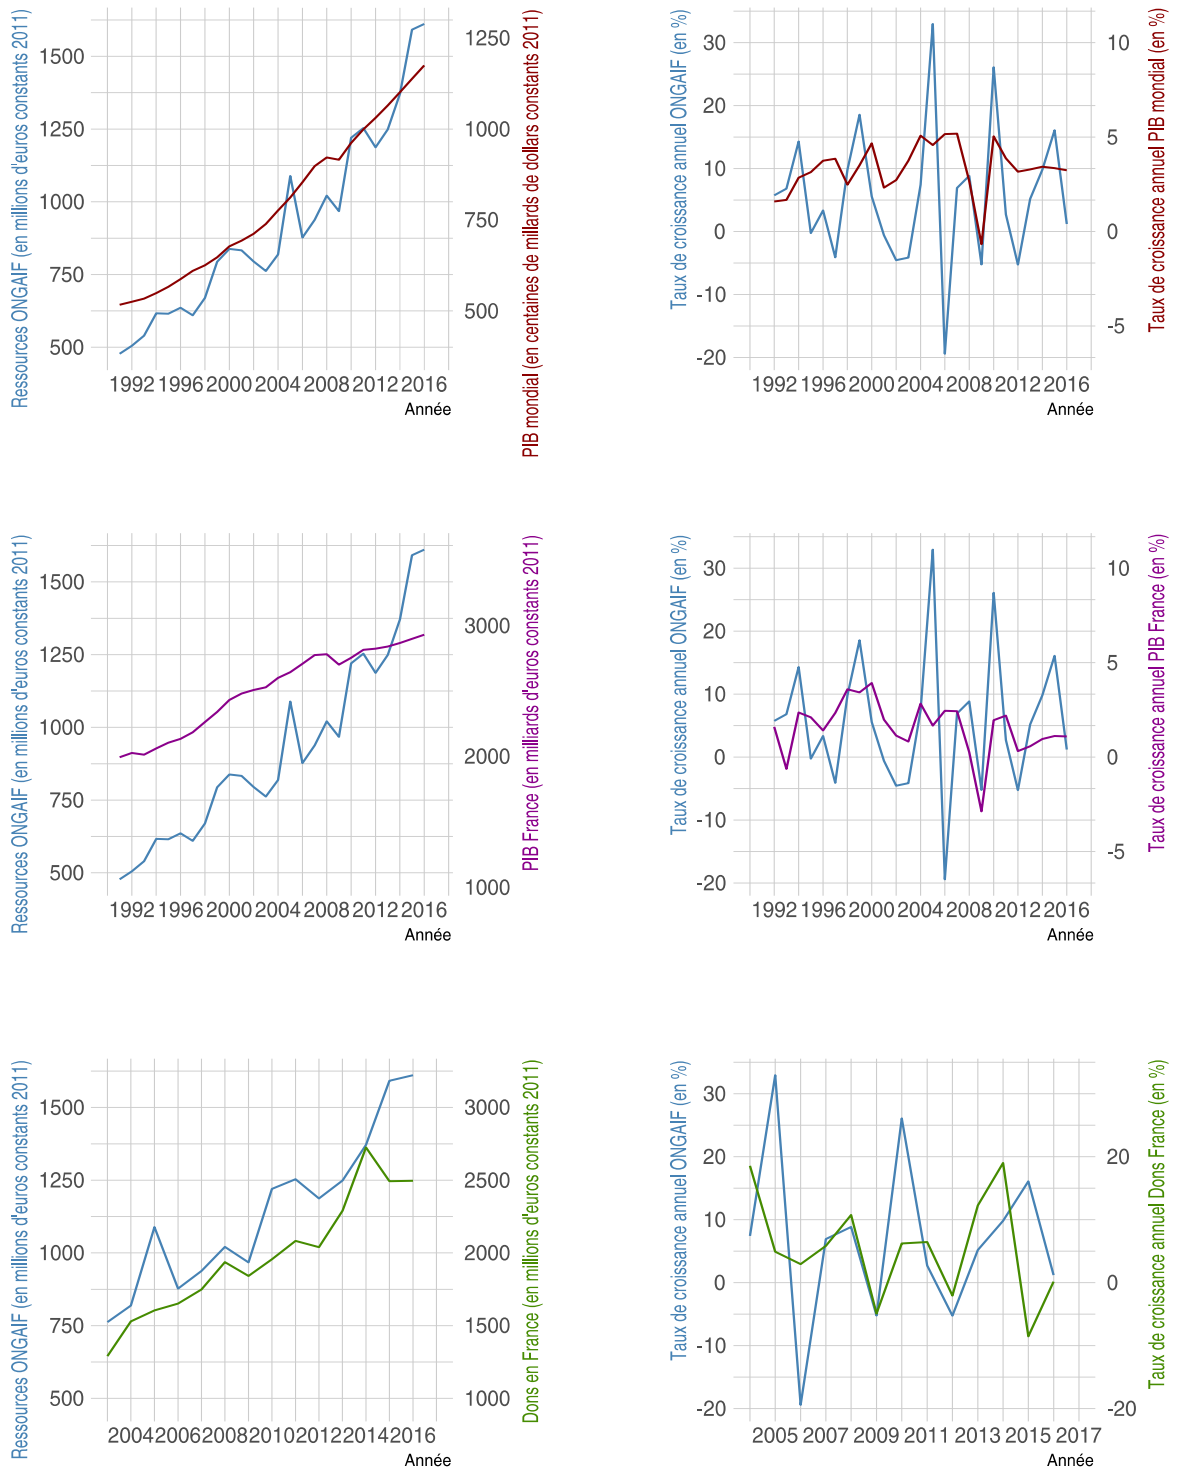 Ressources ONGAIF (en millions d'euros constants 2011)
1500
1250
1000
750
500
1250
1000
750
500
PIB mondial (en centaines de millards de dollars constants 2011)
1992 1996 2000 2004 2008 2012 2016
Année
Taux de croissance annuel ONGAIF (en %)
30
20
10
0
-10
-20
10
5
0
-5
Taux de croissance annuel PIB mondial (en %)
1992 1996 2000 2004 2008 2012 2016
Année
Ressources ONGAIF (en millions d'euros constants 2011)
1500
1250
1000
750
500
3000
2000
1000
PIB France (en milliards d'euros constants 2011)
1992 1996 2000 2004 2008 2012 2016
Année
Taux de croissance annuel ONGAIF (en %)
30
20
10
0
-10
-20
10
5
0
-5
Taux de croissance annuel PIB France (en %)
1992 1996 2000 2004 2008 2012 2016
Année
Ressources ONGAIF (en millions d'euros constants 2011)
1500
1250
1000
750
500
3000
2500
2000
1500
1000
Dons en France (en millions d'euros constants 2011)
2004 2006 2008 2010 2012 2014 2016
Année
Taux de croissance annuel ONGAIF (en %)
30
20
10
0
-10
-20
20
0
-20
Taux de croissance annuel Dons France (en %)
2005 2007 2009 2011 2013 2015 2017
Année